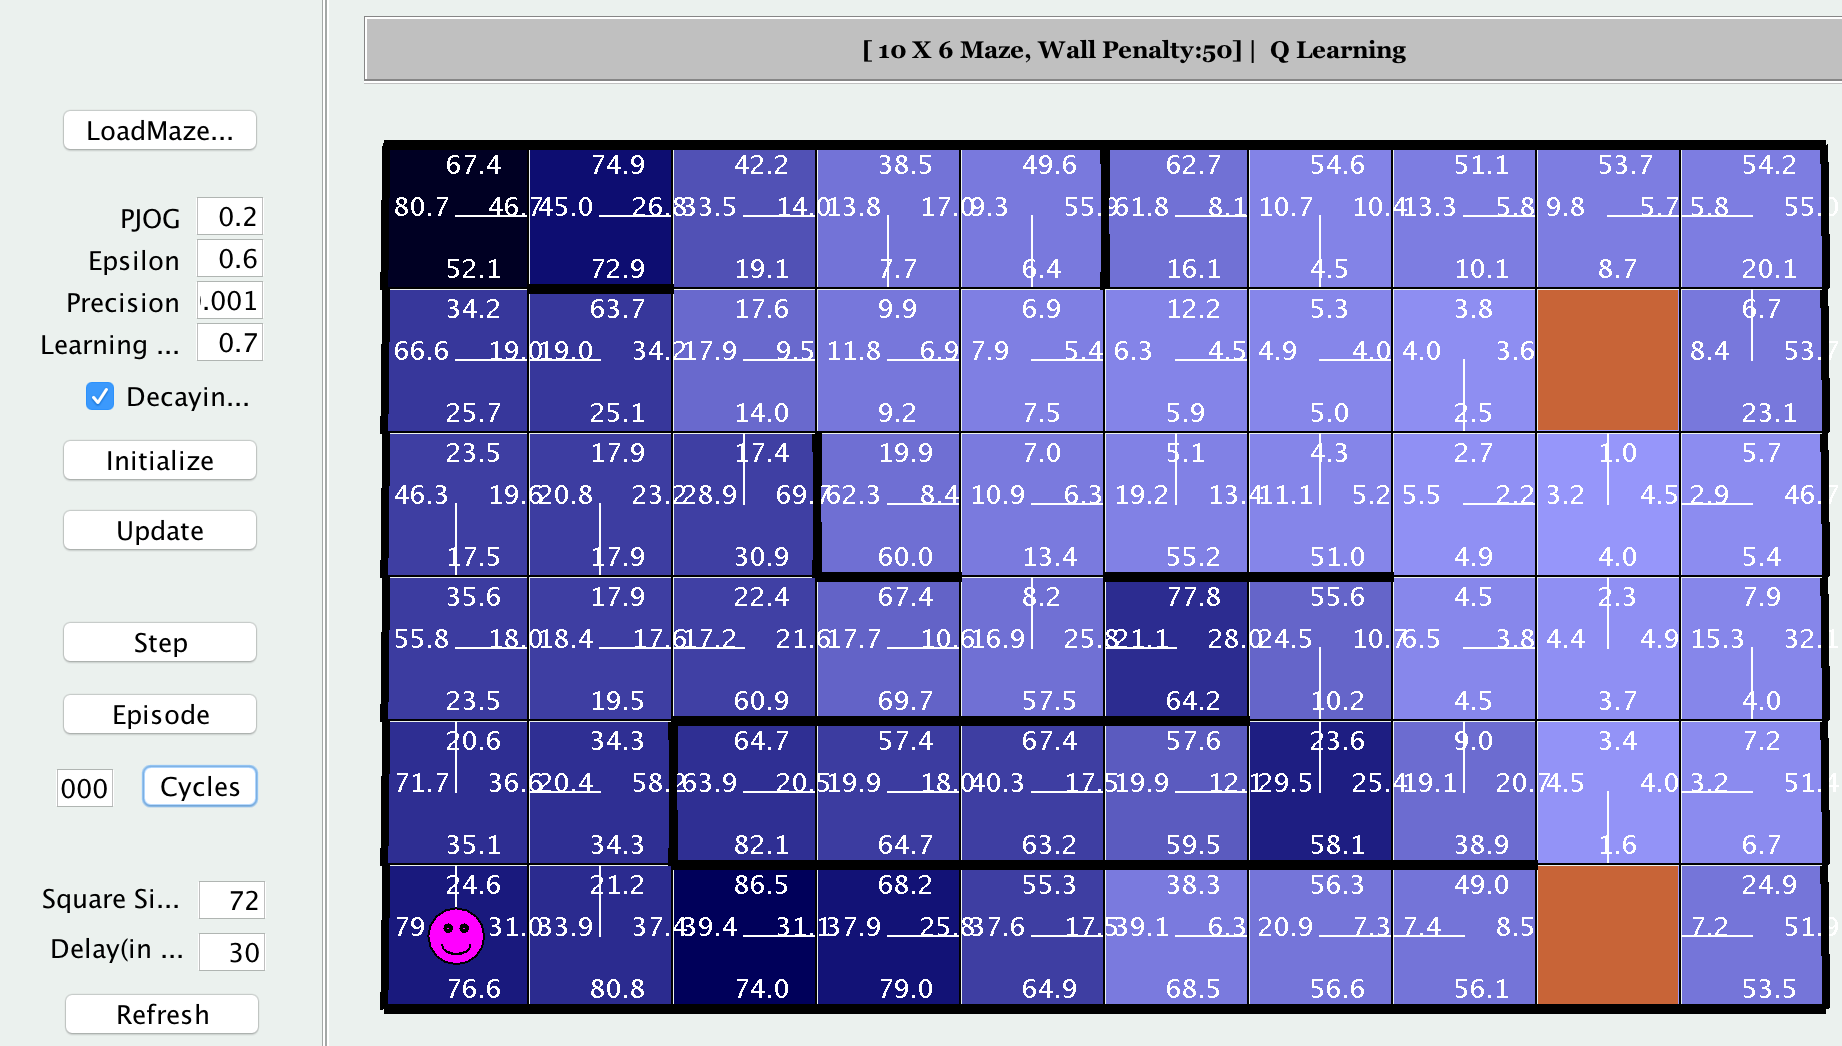 [ 10 X 6 Maze, Wall Penalty:50] | Q Learning
LoadMaze...
PJOG 0.2
Epsilon 0.6
Precision .001
Learning ... 0.7
Decayin...
Initialize
Update
Step
Episode
000 Cycles
Square Si... 72
Delay(in ... 30
Refresh
67.4 74.9 42.2 38.5 49.6 62.7 54.6 51.1 53.7 54.2
80.7 46.7 45.0 26.8 33.5 14.0 13.8 17.0 9.3 55.9 61.8 8.1 10.7 10.4 13.3 5.8 9.8 5.7 5.8 55.
52.1 72.9 19.1 7.7 6.4 16.1 4.5 10.1 8.7 20.1
34.2 63.7 17.6 9.9 6.9 12.2 5.3 3.8 6.7
66.6 19.0 19.0 34.2 17.9 9.5 11.8 6.9 7.9 5.4 6.3 4.5 4.9 4.0 4.0 3.6 8.4 53.
25.7 25.1 14.0 9.2 7.5 5.9 5.0 2.5 23.1
23.5 17.9 17.4 19.9 7.0 5.1 4.3 2.7 1.0 5.7
46.3 19.6 20.8 23.2 28.9 69.7 62.3 8.4 10.9 6.3 19.2 13.4 11.1 5.2 5.5 2.2 3.2 4.5 2.9 46.
17.5 17.9 30.9 60.0 13.4 55.2 51.0 4.9 4.0 5.4
35.6 17.9 22.4 67.4 8.2 77.8 55.6 4.5 2.3 7.9
55.8 18.0 18.4 17.6 17.2 21.6 17.7 10.6 16.9 25.8 21.1 28.0 24.5 10.7 6.5 3.8 4.4 4.9 15.3 32.
23.5 19.5 60.9 69.7 57.5 64.2 10.2 4.5 3.7 4.0
20.6 34.3 64.7 57.4 67.4 57.6 23.6 9.0 3.4 7.2
71.7 36.6 20.4 58.2 63.9 20.5 19.9 18.0 40.3 17.5 19.9 12.1 29.5 25.4 19.1 20.7 4.5 4.0 3.2 51.
35.1 34.3 82.1 64.7 63.2 59.5 58.1 38.9 1.6 6.7
24.6 21.2 86.5 68.2 55.3 38.3 56.3 49.0 24.9
79 31.0 33.9 37.4 39.4 31.1 37.9 25.8 37.6 17.5 39.1 6.3 20.9 7.3 7.4 8.5 7.2 51.
76.6 80.8 74.0 79.0 64.9 68.5 56.6 56.1 53.5